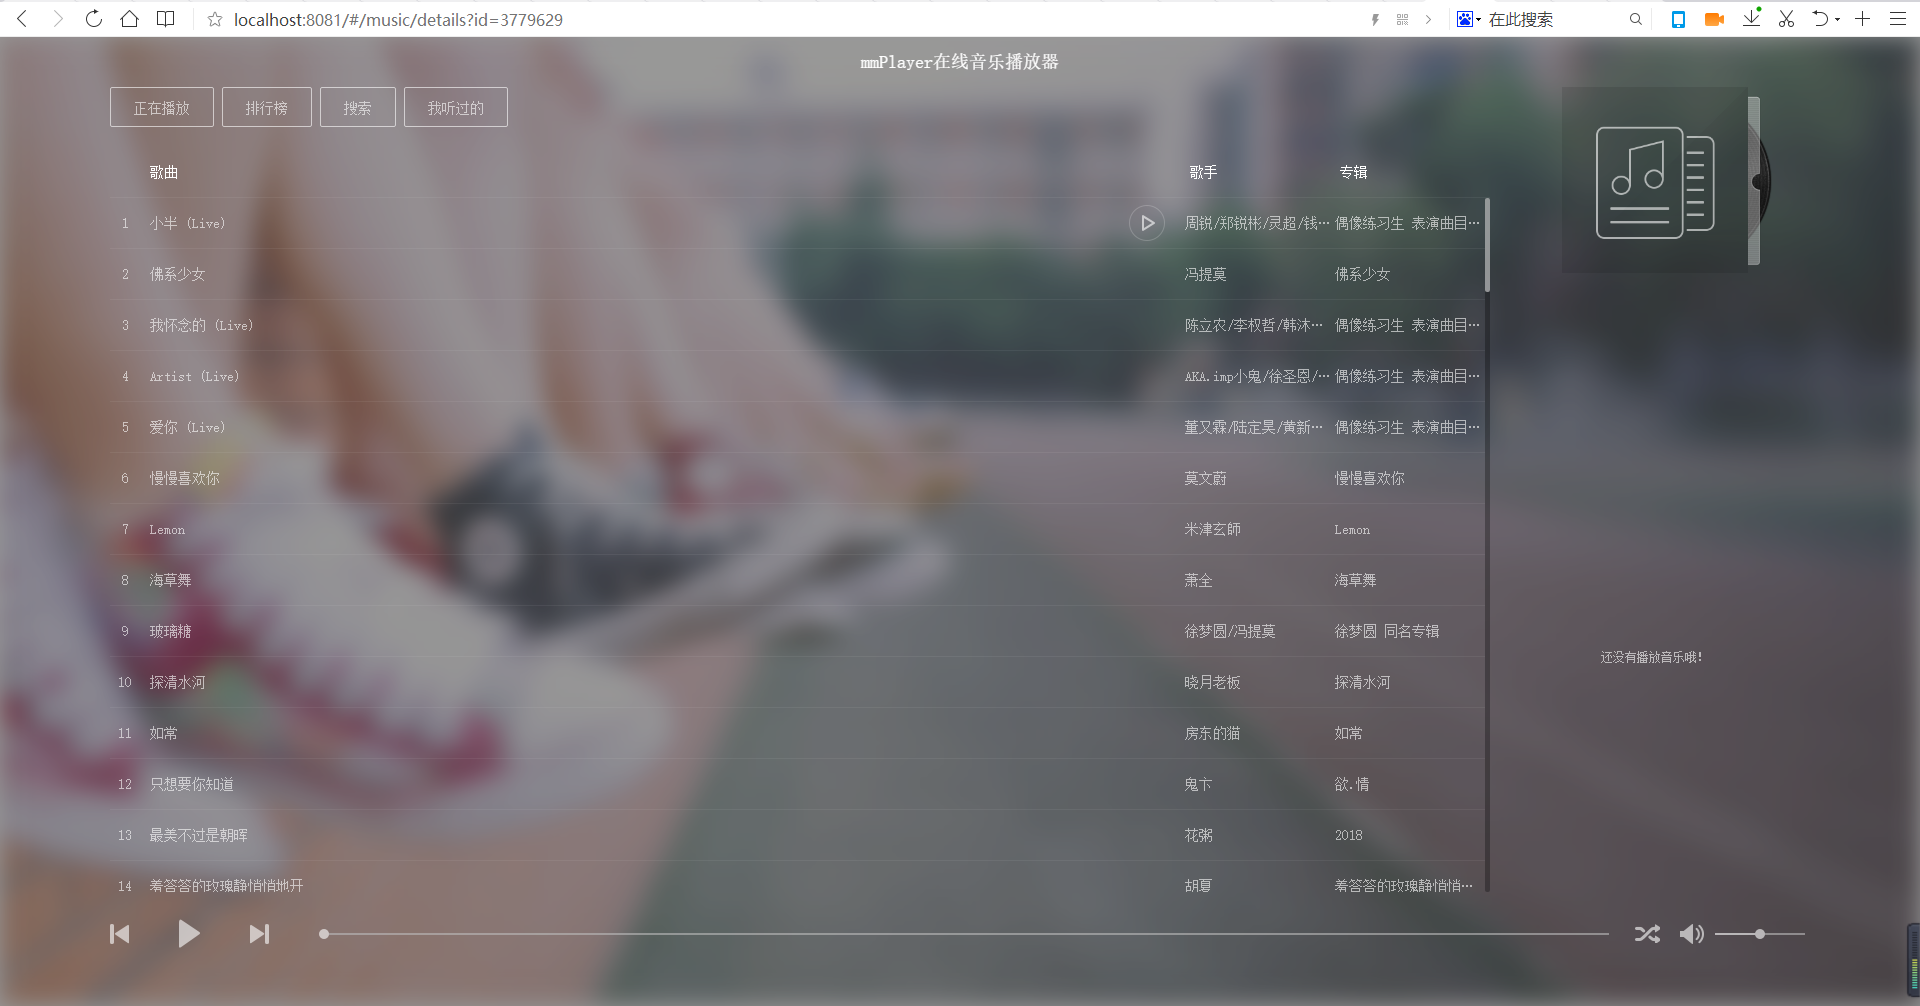 localhost:8081/#/music/details?id=3779629
在此搜索
mmPlayer在线音乐播放器
正在播放 排行榜 搜索 我听过的
歌曲 歌手 专辑
1 小半 (Live) 周锐/郑锐彬/灵超/钱… 偶像练习生 表演曲目…
2 佛系少女 冯提莫 佛系少女
3 我怀念的 (Live) 陈立农/李权哲/韩沐… 偶像练习生 表演曲目…
4 Artist (Live) AKA.imp小鬼/徐圣恩/… 偶像练习生 表演曲目…
5 爱你 (Live) 董又霖/陆定昊/黄新… 偶像练习生 表演曲目…
6 慢慢喜欢你 莫文蔚 慢慢喜欢你
7 Lemon 米津玄師 Lemon
8 海草舞 萧全 海草舞
9 玻璃糖 徐梦圆/冯提莫 徐梦圆 同名专辑
10 探清水河 晓月老板 探清水河
11 如常 房东的猫 如常
12 只想要你知道 鬼卞 欲.情
13 最美不过是朝晖 花粥 2018
14 羞答答的玫瑰静悄悄地开 胡夏 羞答答的玫瑰静悄悄…
还没有播放音乐哦!